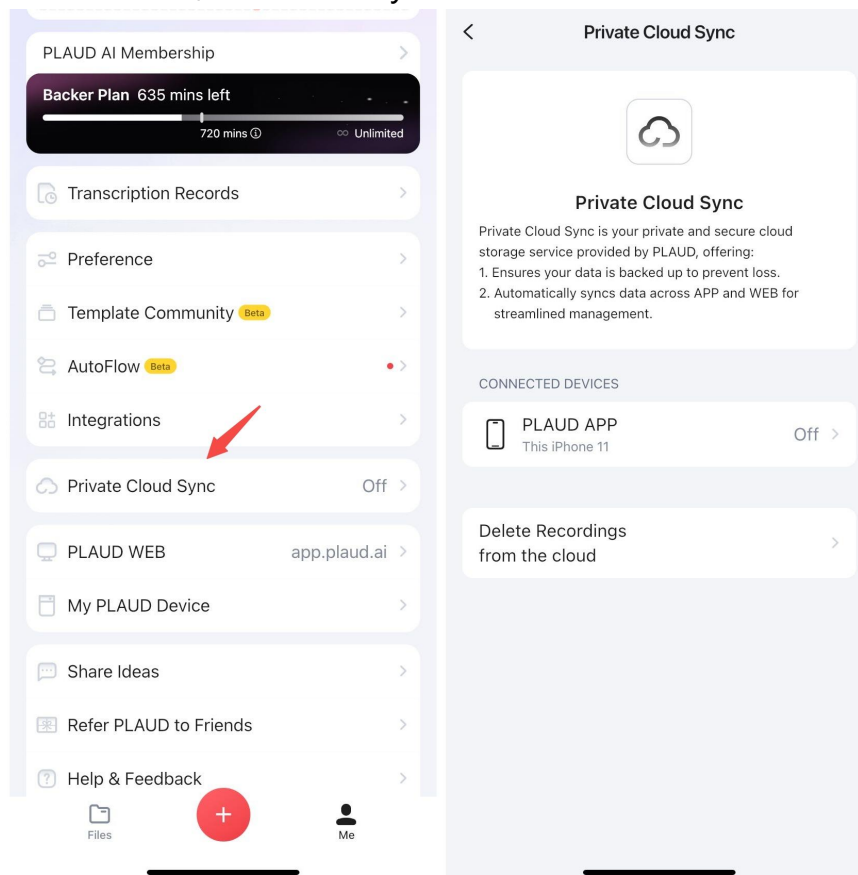 PLAUD AI Membership
Backer Plan 635 mins left
720 mins
∞ Unlimited
Transcription Records
Preference
Template Community Beta
AutoFlow Beta
Integrations
Private Cloud Sync Off
PLAUD WEB app.plaud.ai
My PLAUD Device
Share Ideas
Refer PLAUD to Friends
Help & Feedback
Files
Me
Private Cloud Sync
Private Cloud Sync
Private Cloud Sync is your private and secure cloud
storage service provided by PLAUD, offering:
1. Ensures your data is backed up to prevent loss.
2. Automatically syncs data across APP and WEB for
streamlined management.
CONNECTED DEVICES
PLAUD APP
This iPhone 11
Off
Delete Recordings
from the cloud